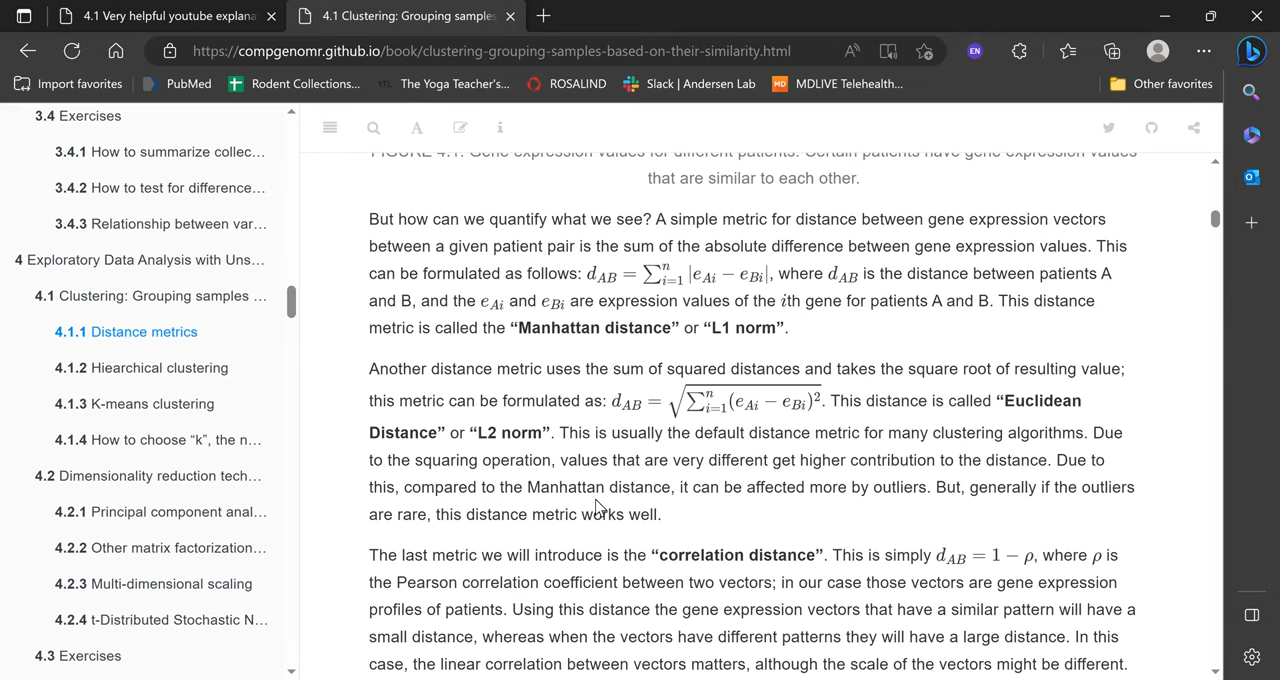 4.1 Very helpful youtube explana
4.1 Clustering: Grouping samples
https://compgenomr.github.io/book/clustering-grouping-samples-based-on-their-similarity.html
EN
Import favorites
PubMed
Rodent Collections...
YTL The Yoga Teacher's...
ROSALIND
Slack | Andersen Lab
MD MDLIVE Telehealth...
Other favorites
3.4 Exercises
3.4.1 How to summarize collec...
3.4.2 How to test for difference...
3.4.3 Relationship between var...
4 Exploratory Data Analysis with Uns...
4.1 Clustering: Grouping samples ...
4.1.1 Distance metrics
4.1.2 Hiearchical clustering
4.1.3 K-means clustering
4.1.4 How to choose “k”, the n...
4.2 Dimensionality reduction tech...
4.2.1 Principal component anal...
4.2.2 Other matrix factorization...
4.2.3 Multi-dimensional scaling
4.2.4 t-Distributed Stochastic N...
4.3 Exercises
FIGURE 4.1: Gene expression values for different patients. Certain patients have gene expression values
that are similar to each other.
But how can we quantify what we see? A simple metric for distance between gene expression vectors
between a given patient pair is the sum of the absolute difference between gene expression values. This
can be formulated as follows: d_AB = ∑_{i=1}^n |e_Ai − e_Bi|, where d_AB is the distance between patients A
and B, and the e_Ai and e_Bi are expression values of the ith gene for patients A and B. This distance
metric is called the “Manhattan distance” or “L1 norm”.
Another distance metric uses the sum of squared distances and takes the square root of resulting value;
this metric can be formulated as: d_AB = √(∑_{i=1}^n (e_Ai − e_Bi)²). This distance is called “Euclidean
Distance” or “L2 norm”. This is usually the default distance metric for many clustering algorithms. Due
to the squaring operation, values that are very different get higher contribution to the distance. Due to
this, compared to the Manhattan distance, it can be affected more by outliers. But, generally if the outliers
are rare, this distance metric works well.
The last metric we will introduce is the “correlation distance”. This is simply d_AB = 1 − ρ, where ρ is
the Pearson correlation coefficient between two vectors; in our case those vectors are gene expression
profiles of patients. Using this distance the gene expression vectors that have a similar pattern will have a
small distance, whereas when the vectors have different patterns they will have a large distance. In this
case, the linear correlation between vectors matters, although the scale of the vectors might be different.